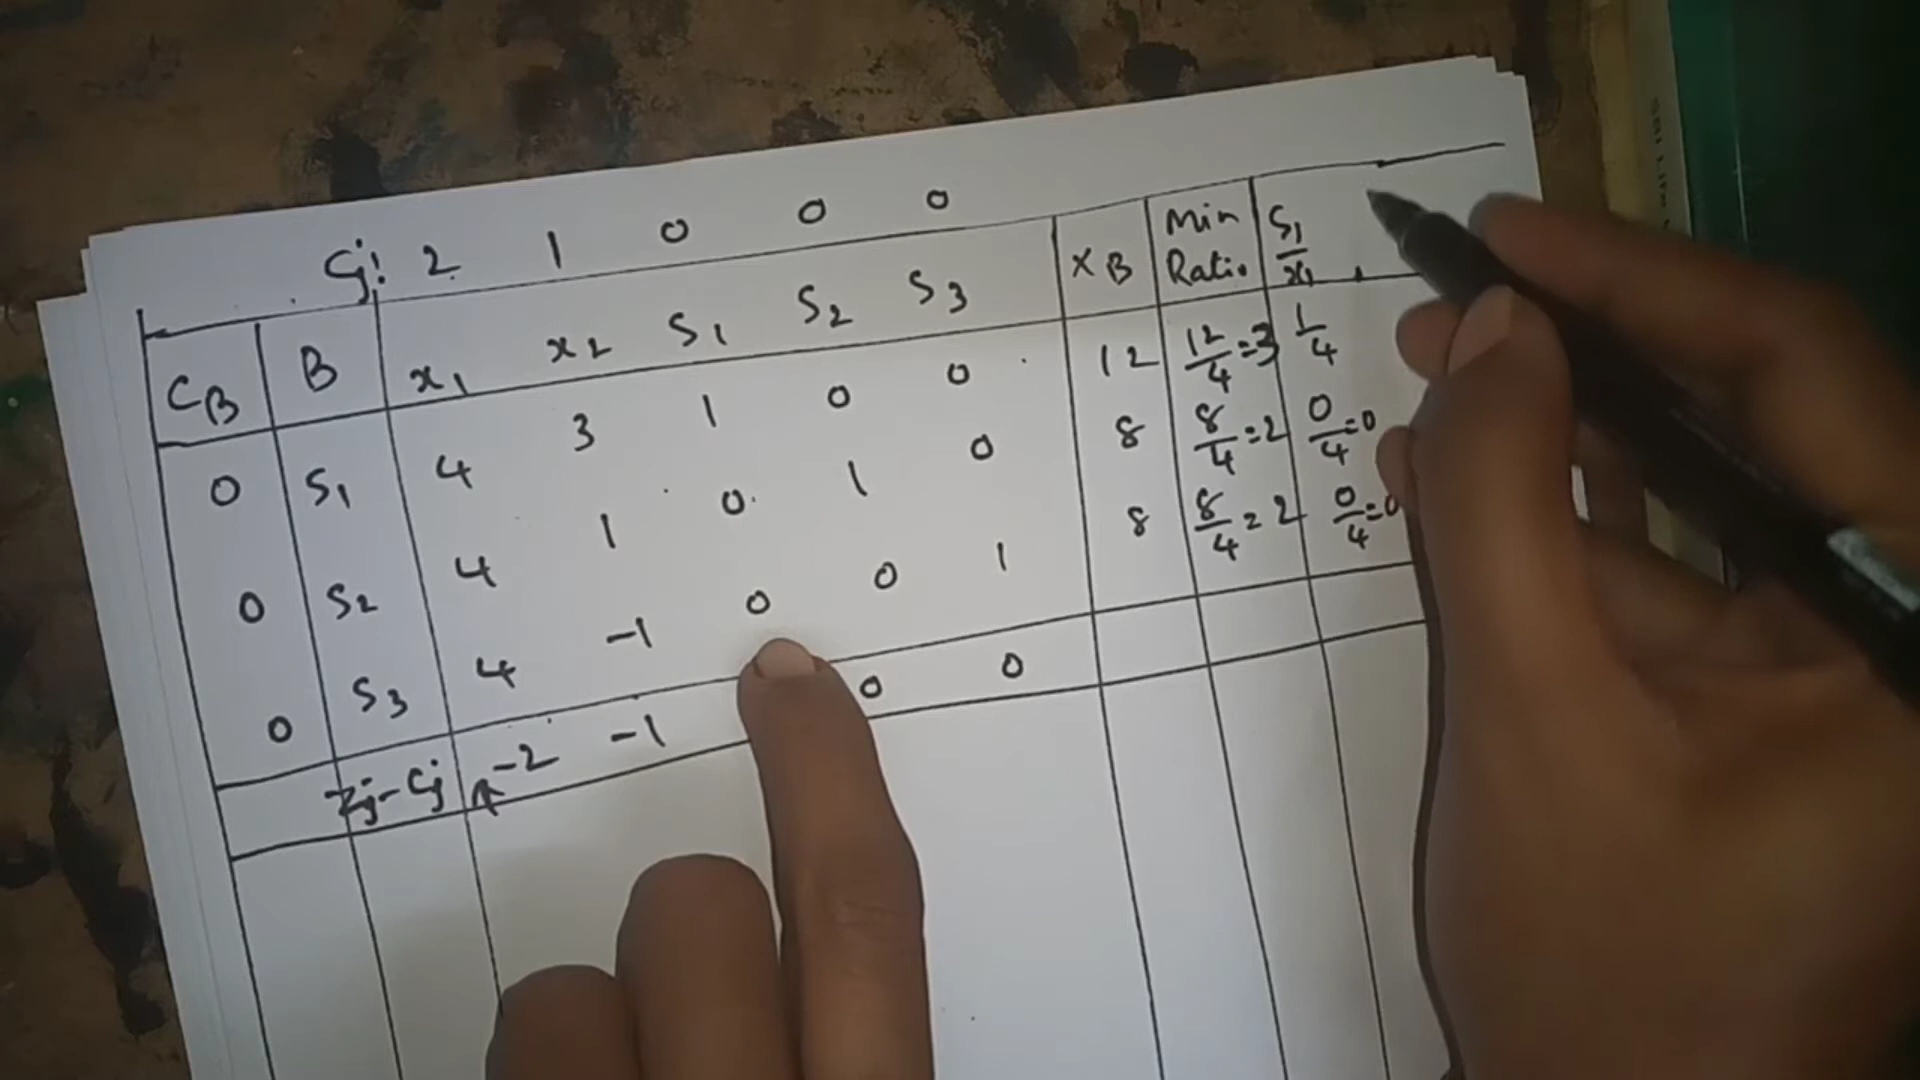 Cj: 2 1 0 0 0
CB B x1 x2 S1 S2 S3 XB Min Ratio S1/x1
0 S1 4 3 1 0 0 12 12/4=3 1/4
0 S2 4 1 0 1 0 8 8/4=2 0/4=0
0 S3 4 -1 0 0 1 8 8/4=2 0/4=0
Zj-Cj -2 -1 0 0